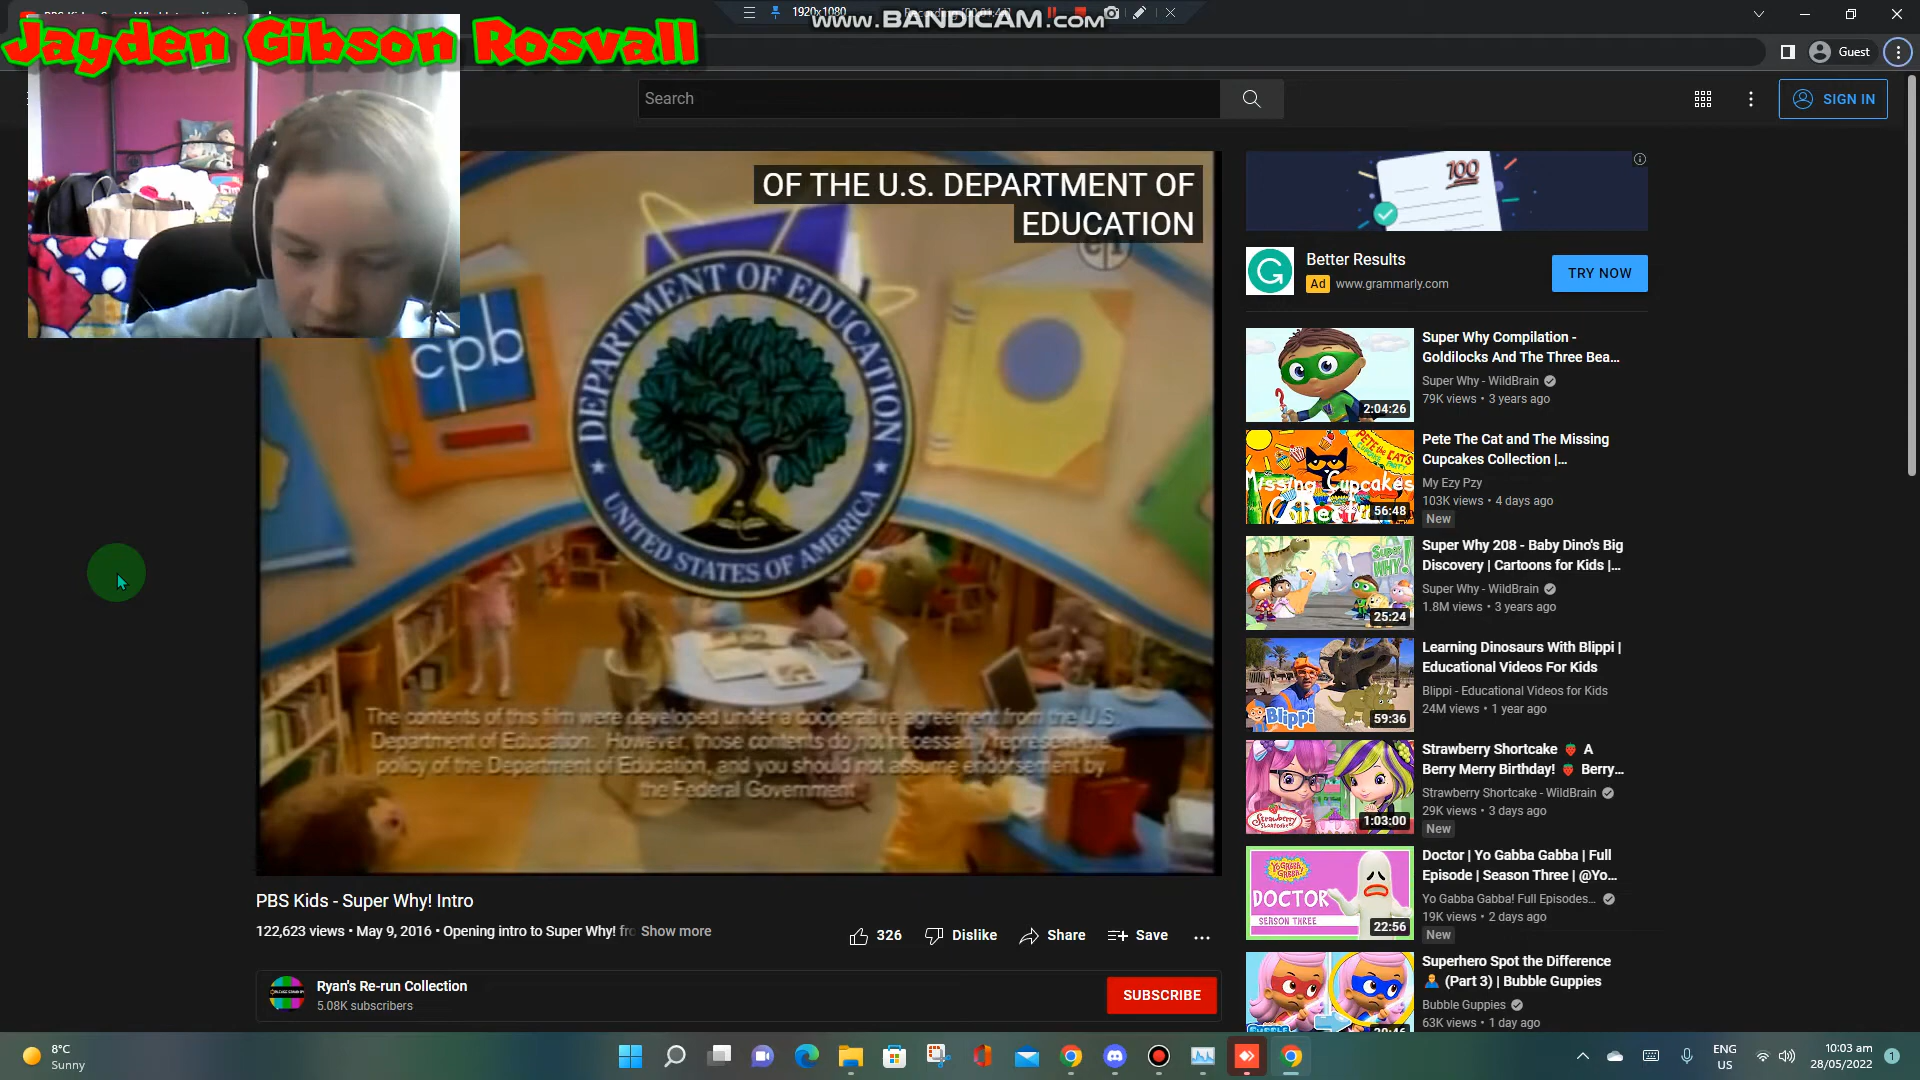 1920x1080
www.BANDICAM.com
Jayden Gibson Rosvall
Guest
Search
SIGN IN
OF THE U.S. DEPARTMENT OF
EDUCATION
cpb
DEPARTMENT OF EDUCATION
UNITED STATES OF AMERICA
The contents of this film were developed under a cooperative agreement from the U.S.
Department of Education. However, those contents do not necessarily represent the
policy of the Department of Education, and you should not assume endorsement by
the Federal Government
PBS Kids - Super Why! Intro
122,623 views • May 9, 2016 • Opening intro to Super Why! Show more
326
Dislike
Share
Save
Ryan's Re-run Collection
5.08K subscribers
SUBSCRIBE
100
Better Results
Ad www.grammarly.com
TRY NOW
2:04:26
Super Why Compilation -
Goldilocks And The Three Bea...
Super Why - WildBrain
79K views • 3 years ago
PETE the CAT'S
Missing Cupcakes
56:48
Pete The Cat and The Missing
Cupcakes Collection |...
My Ezy Pzy
103K views • 4 days ago
New
Super WHY!
25:24
Super Why 208 - Baby Dino's Big
Discovery | Cartoons for Kids |...
Super Why - WildBrain
1.8M views • 3 years ago
Blippi
59:36
Learning Dinosaurs With Blippi |
Educational Videos For Kids
Blippi - Educational Videos for Kids
24M views • 1 year ago
Strawberry Shortcake
1:03:00
Strawberry Shortcake 🍓 A
Berry Merry Birthday! 🍓 Berry...
Strawberry Shortcake - WildBrain
29K views • 3 days ago
New
YO GABBA GABBA!
DOCTOR
SEASON THREE
22:56
Doctor | Yo Gabba Gabba | Full
Episode | Season Three | @Yo...
Yo Gabba Gabba! Full Episodes...
19K views • 2 days ago
New
Superhero Spot the Difference
(Part 3) | Bubble Guppies
Bubble Guppies
63K views • 1 day ago
8°C
Sunny
ENG
US
10:03 am
28/05/2022
1